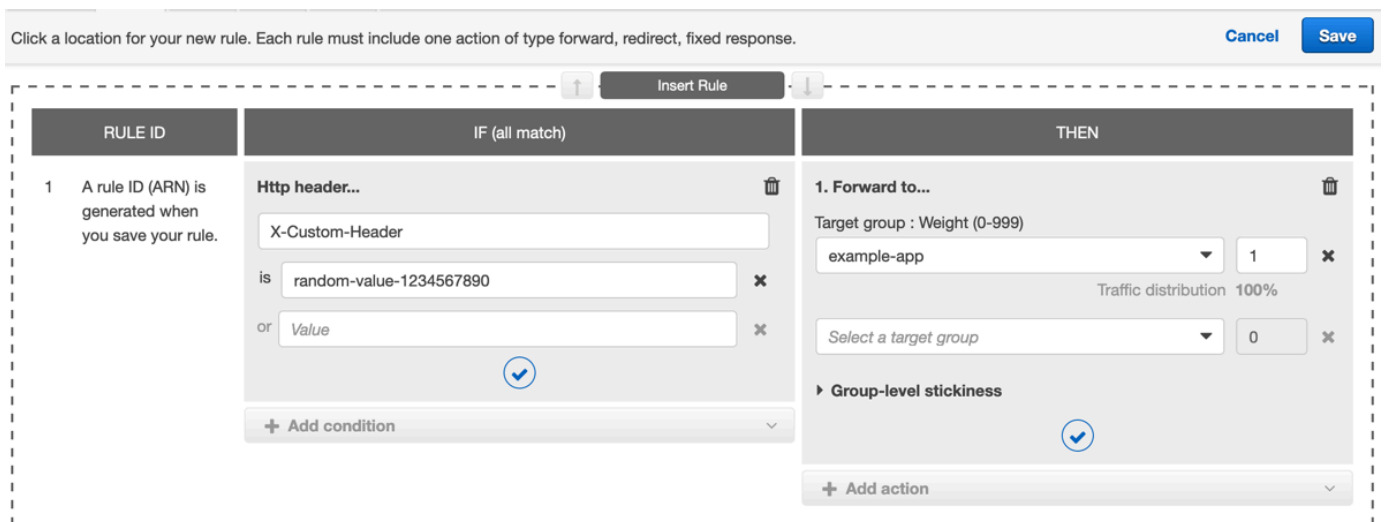 Click a location for your new rule. Each rule must include one action of type forward, redirect, fixed response.
Cancel
Save
Insert Rule
RULE ID
IF (all match)
THEN
1
A rule ID (ARN) is
generated when
you save your rule.
Http header...
X-Custom-Header
is
random-value-1234567890
or
Value
Add condition
1. Forward to...
Target group : Weight (0-999)
example-app
1
Traffic distribution 100%
Select a target group
0
Group-level stickiness
Add action